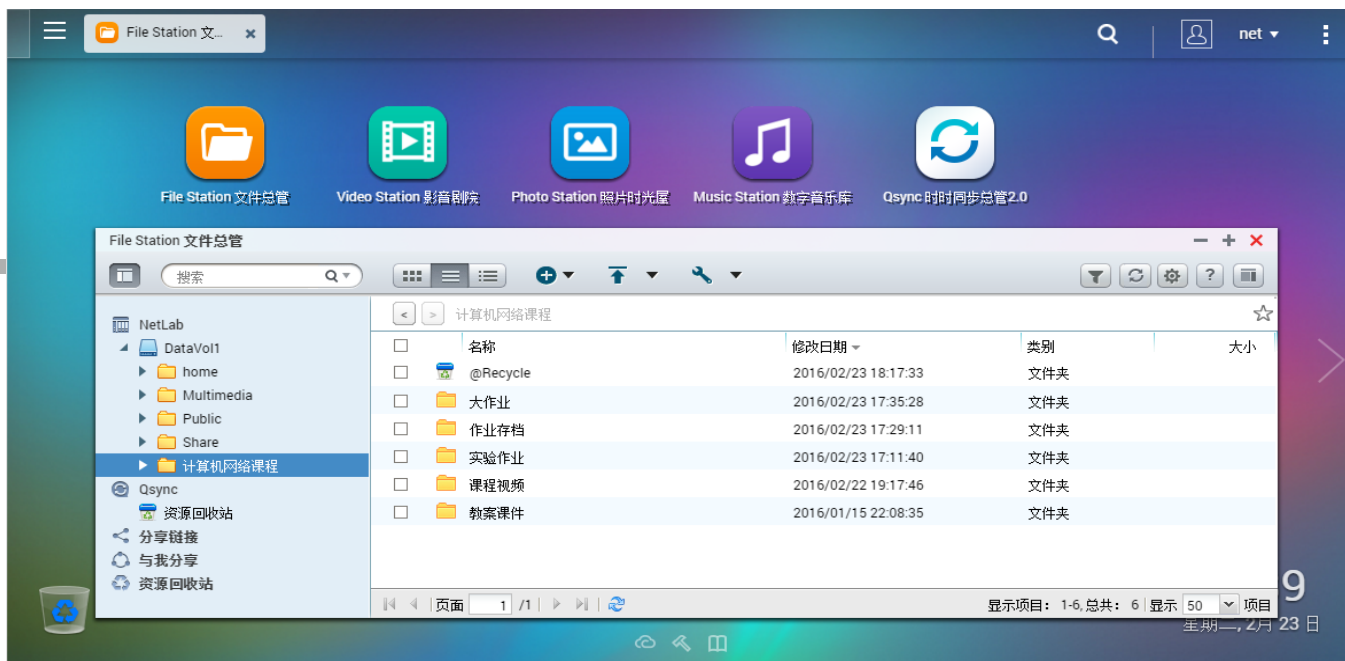 File Station 文...
net
File Station 文件总管
Video Station 影音剧院
Photo Station 照片时光屋
Music Station 数字音乐库
Qsync 时时同步总管2.0
File Station 文件总管
搜索
计算机网络课程
NetLab
DataVol1
home
Multimedia
Public
Share
计算机网络课程
Qsync
资源回收站
分享链接
与我分享
资源回收站
名称 修改日期 类别 大小
@Recycle 2016/02/23 18:17:33 文件夹
大作业 2016/02/23 17:35:28 文件夹
作业存档 2016/02/23 17:29:11 文件夹
实验作业 2016/02/23 17:11:40 文件夹
课程视频 2016/02/22 19:17:46 文件夹
教案课件 2016/01/15 22:08:35 文件夹
页面 1 /1 显示项目: 1-6,总共: 6 显示 50 项目
9
星期二, 2月 23 日